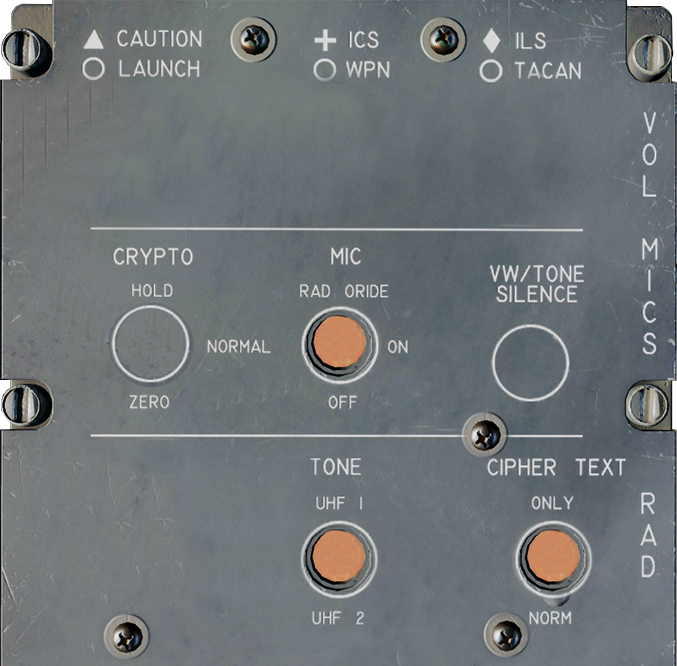 CAUTION
LAUNCH
ICS
WPN
ILS
TACAN
VOL
MICS
CRYPTO
HOLD
NORMAL
ZERO
MIC
RAD ORIDE
ON
OFF
VW/TONE
SILENCE
TONE
UHF 1
UHF 2
CIPHER TEXT
ONLY
NORM
RAD